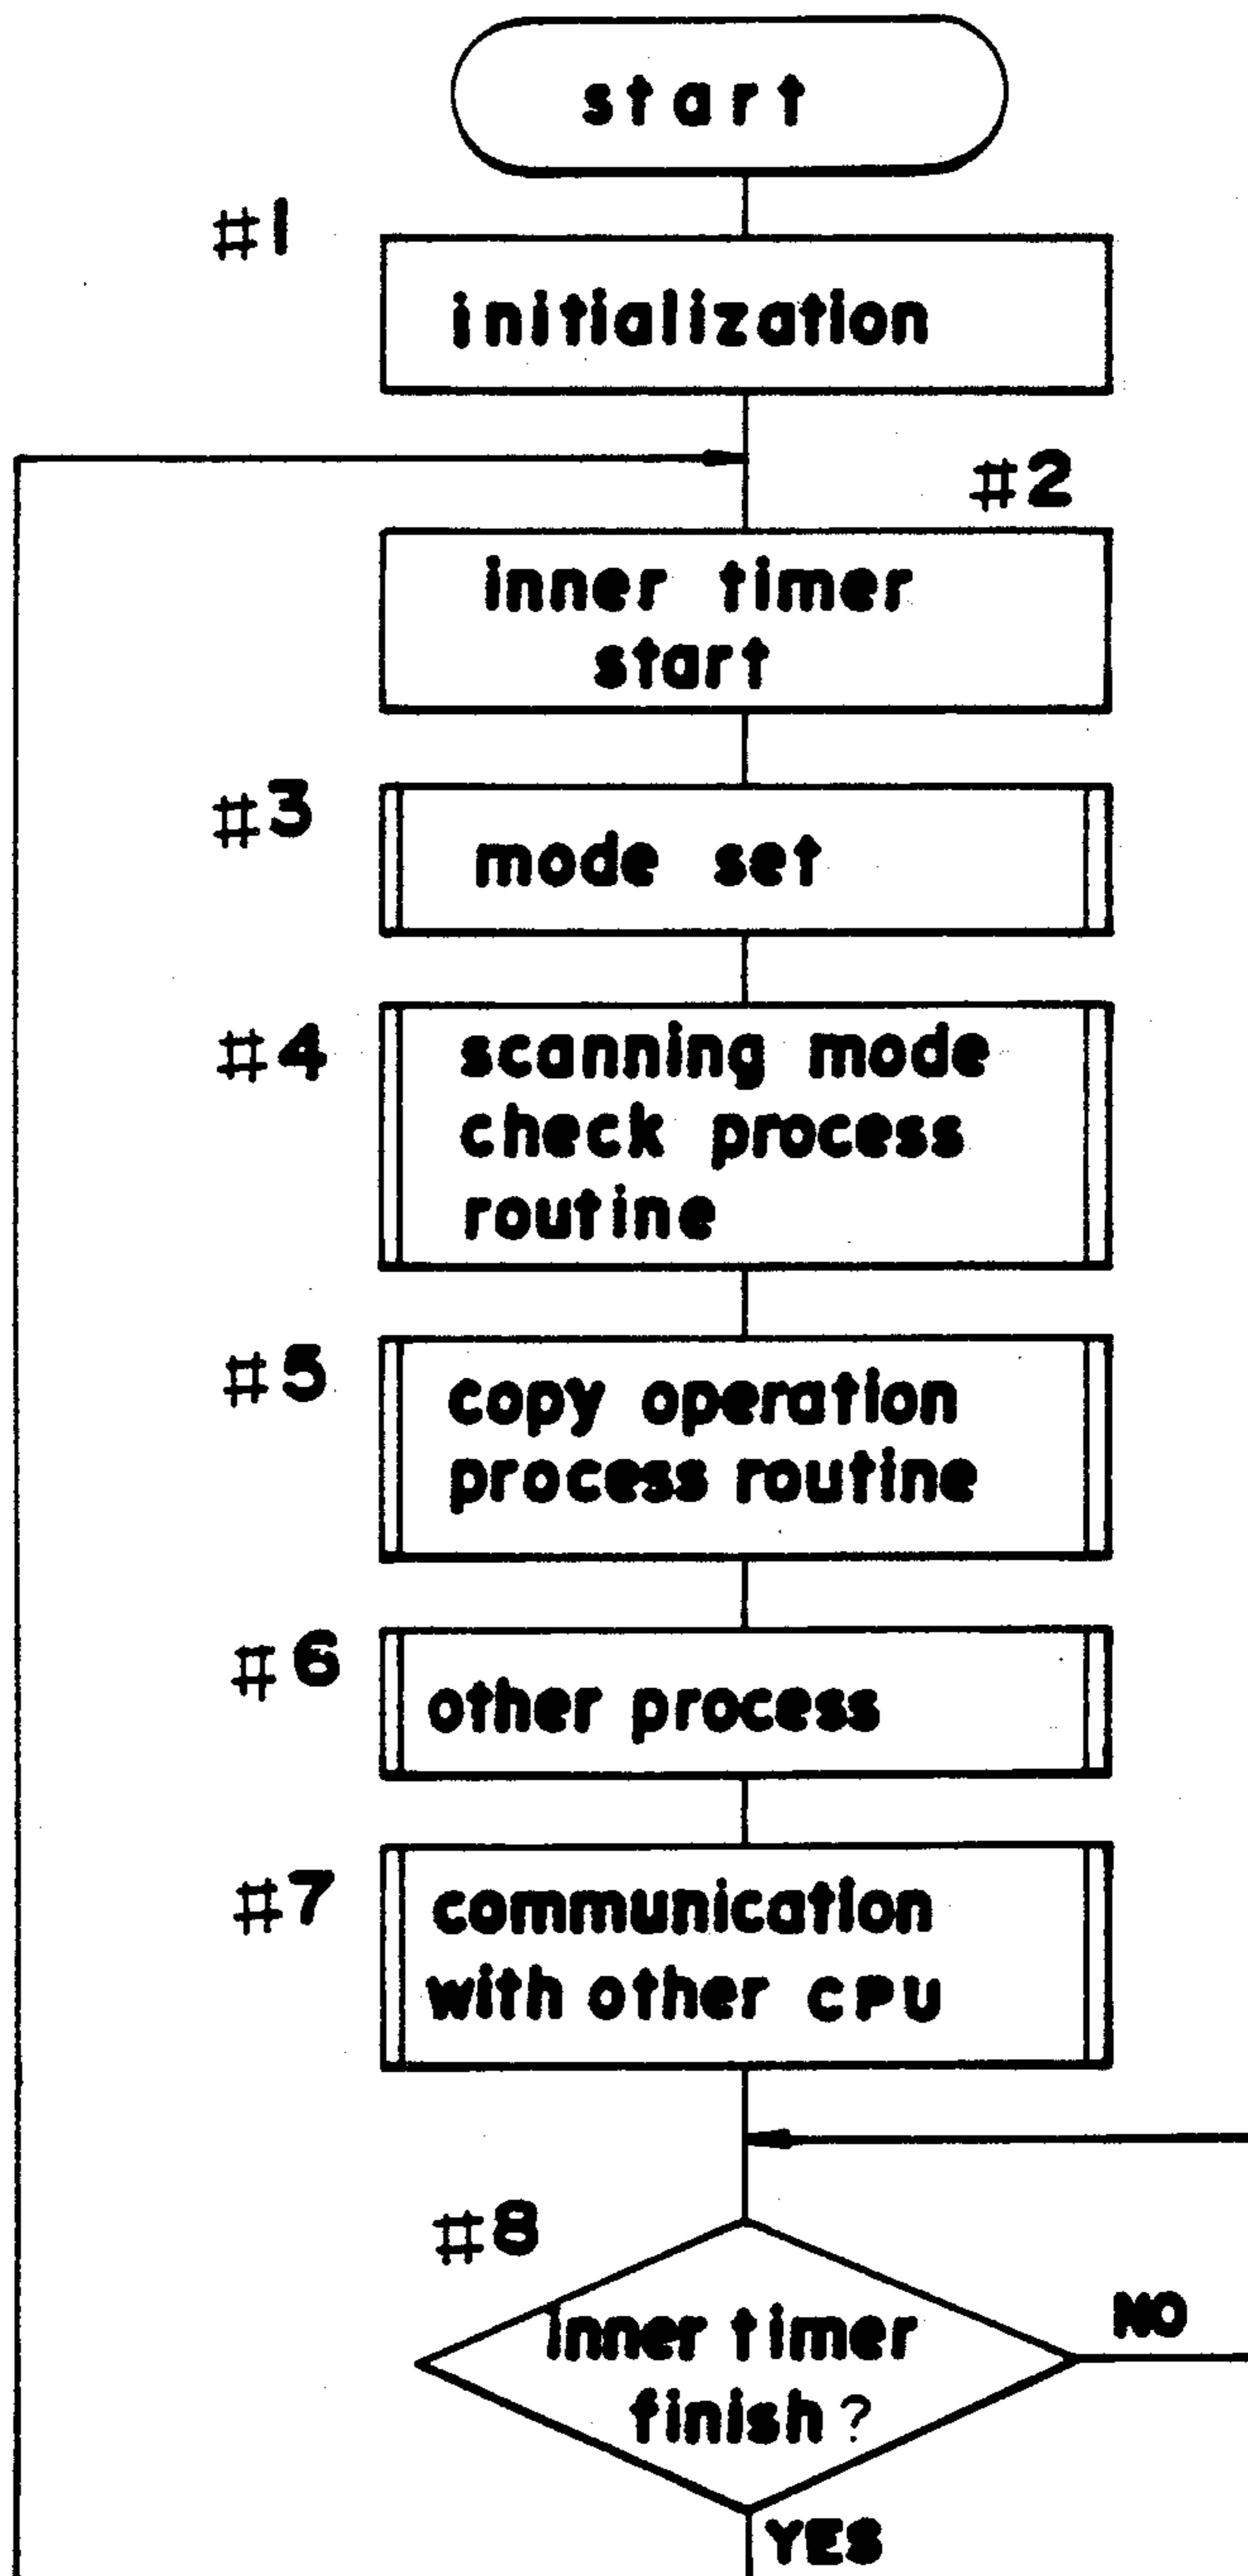 start
#1
initialization
#2
inner timer
start
#3
mode set
#4
scanning mode
check process
routine
#5
copy operation
process routine
#6
other process
#7
communication
with other CPU
#8
Inner timer
finish?
NO
YES